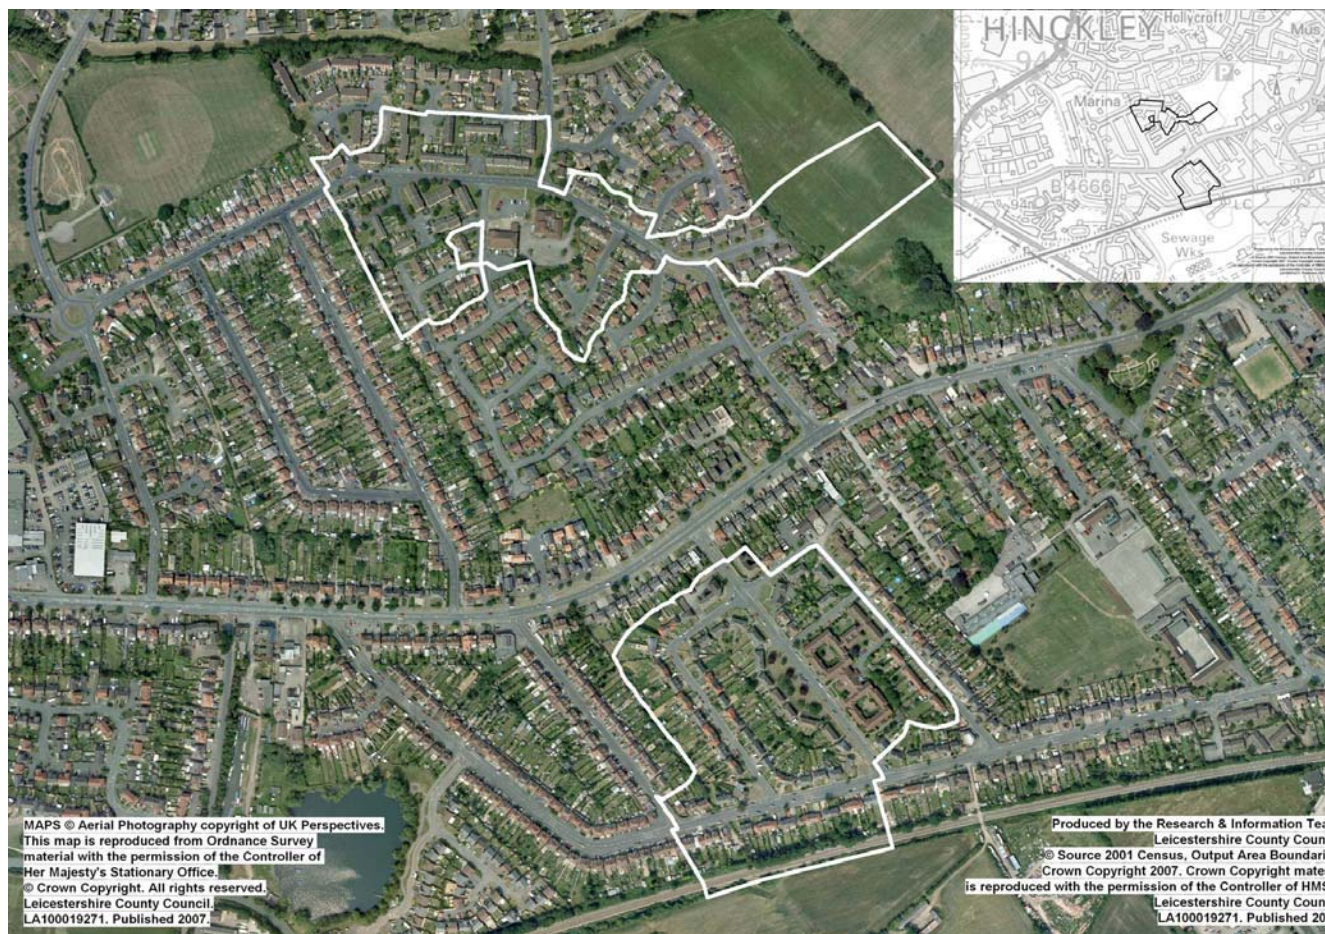 HINCKLEY
Hollycroft
Mus
P
Marina
B 4666
LC
Sewage
Wks
MAPS © Aerial Photography copyright of UK Perspectives.
This map is reproduced from Ordnance Survey
material with the permission of the Controller of
Her Majesty's Stationary Office.
© Crown Copyright. All rights reserved.
Leicestershire County Council.
LA100019271. Published 2007.
Produced by the Research & Information Tea
Leicestershire County Coun
© Source 2001 Census, Output Area Boundari
Crown Copyright 2007. Crown Copyright mate
is reproduced with the permission of the Controller of HMS
Leicestershire County Coun
LA100019271. Published 20